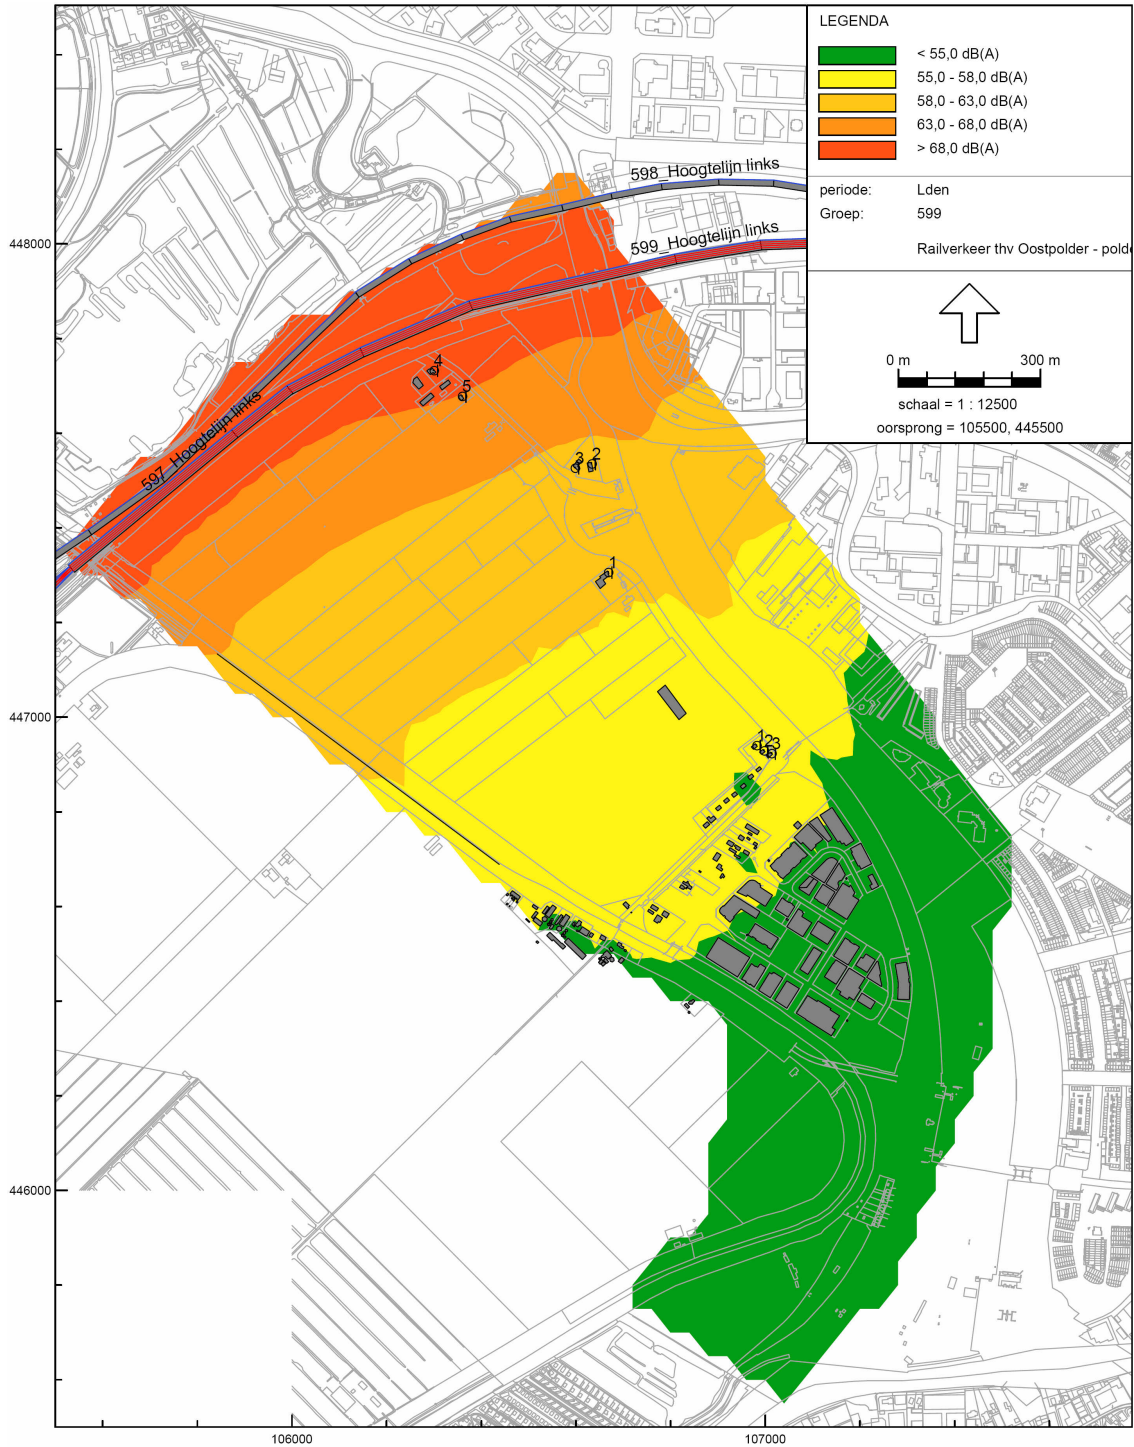 LEGENDA
< 55,0 dB(A)
55,0 - 58,0 dB(A)
58,0 - 63,0 dB(A)
63,0 - 68,0 dB(A)
> 68,0 dB(A)
periode: Lden
Groep: 599
Railverkeer thv Oostpolder - polde
0 m 300 m
schaal = 1 : 12500
oorsprong = 105500, 445500
598_Hoogtelijn links
599_Hoogtelijn links
597_Hoogtelijn links
448000
4
5
3 2
1
447000
123
446000
106000 107000